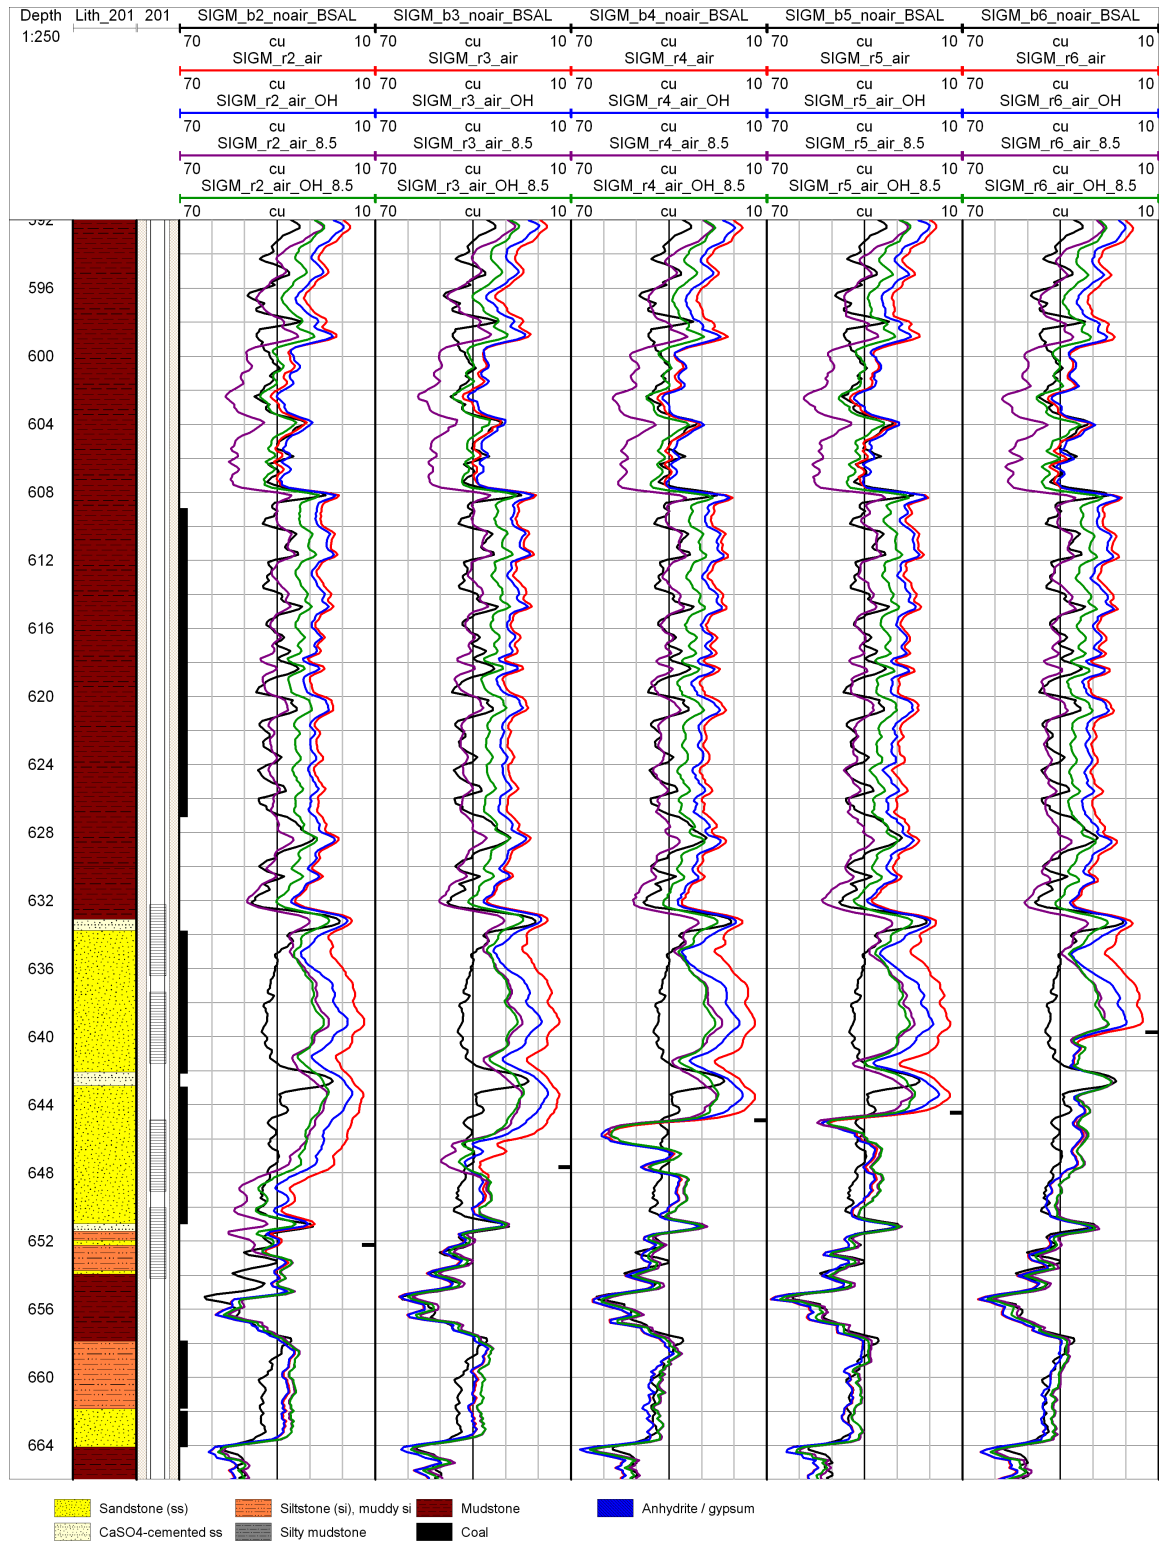 Depth Lith_201 201 SIGM_b2_noair_BSAL SIGM_b3_noair_BSAL SIGM_b4_noair_BSAL SIGM_b5_noair_BSAL SIGM_b6_noair_BSAL
1:250 70 cu 10 70 cu 10 70 cu 10 70 cu 10 70 cu 10
SIGM_r2_air SIGM_r3_air SIGM_r4_air SIGM_r5_air SIGM_r6_air
70 cu 10 70 cu 10 70 cu 10 70 cu 10 70 cu 10
SIGM_r2_air_OH SIGM_r3_air_OH SIGM_r4_air_OH SIGM_r5_air_OH SIGM_r6_air_OH
70 cu 10 70 cu 10 70 cu 10 70 cu 10 70 cu 10
SIGM_r2_air_8.5 SIGM_r3_air_8.5 SIGM_r4_air_8.5 SIGM_r5_air_8.5 SIGM_r6_air_8.5
70 cu 10 70 cu 10 70 cu 10 70 cu 10 70 cu 10
SIGM_r2_air_OH_8.5 SIGM_r3_air_OH_8.5 SIGM_r4_air_OH_8.5 SIGM_r5_air_OH_8.5 SIGM_r6_air_OH_8.5
70 cu 10 70 cu 10 70 cu 10 70 cu 10 70 cu 10
592
596
600
604
608
612
616
620
624
628
632
636
640
644
648
652
656
660
664
Sandstone (ss) Siltstone (si), muddy si Mudstone Anhydrite / gypsum
CaSO4-cemented ss Silty mudstone Coal